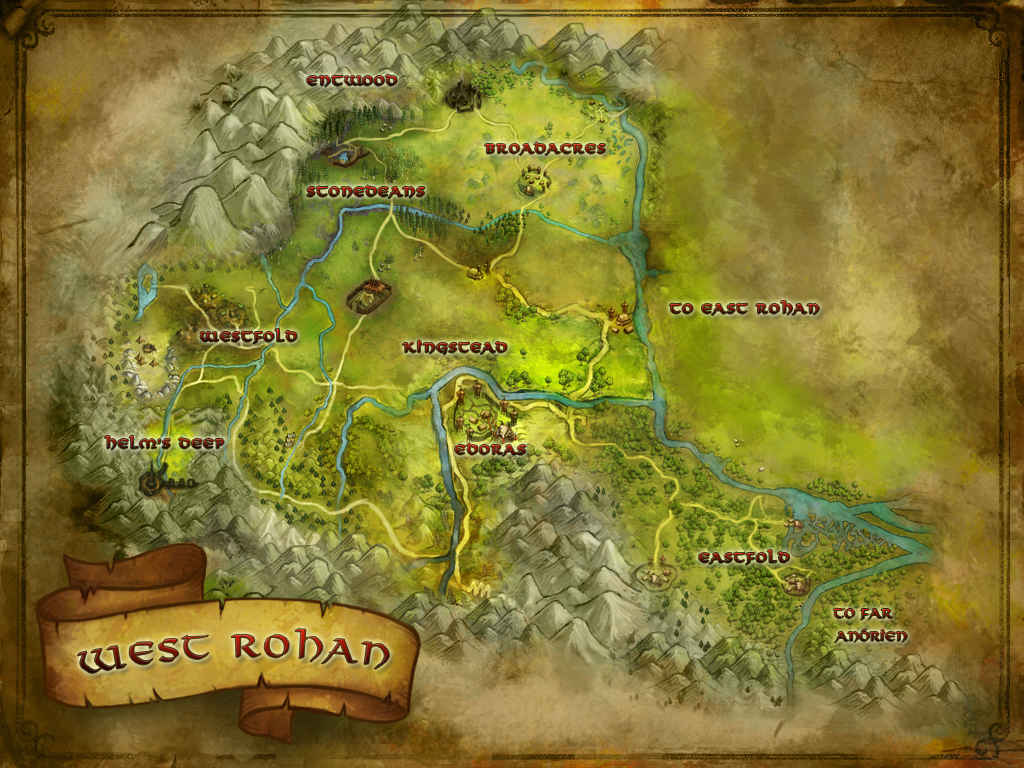 ENTWOOD
BROADACRES
STONEDEANS
TO EAST ROHAN
WESTFOLD
KINGSTEAD
HELM'S DEEP
EDORAS
EASTFOLD
TO FAR
ANÓRIEN
WEST ROHAN